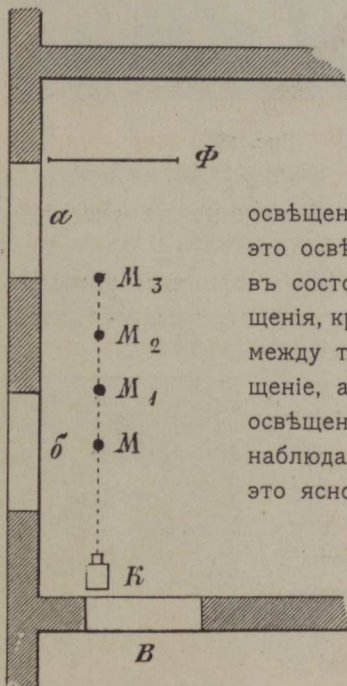 Ф
а
М 3
М 2
М 1
б
М
К
В
освѣщен
это освѣ
въ состо
щенія, кр
между т
щеніе, а
освѣщен
наблюда
это ясно